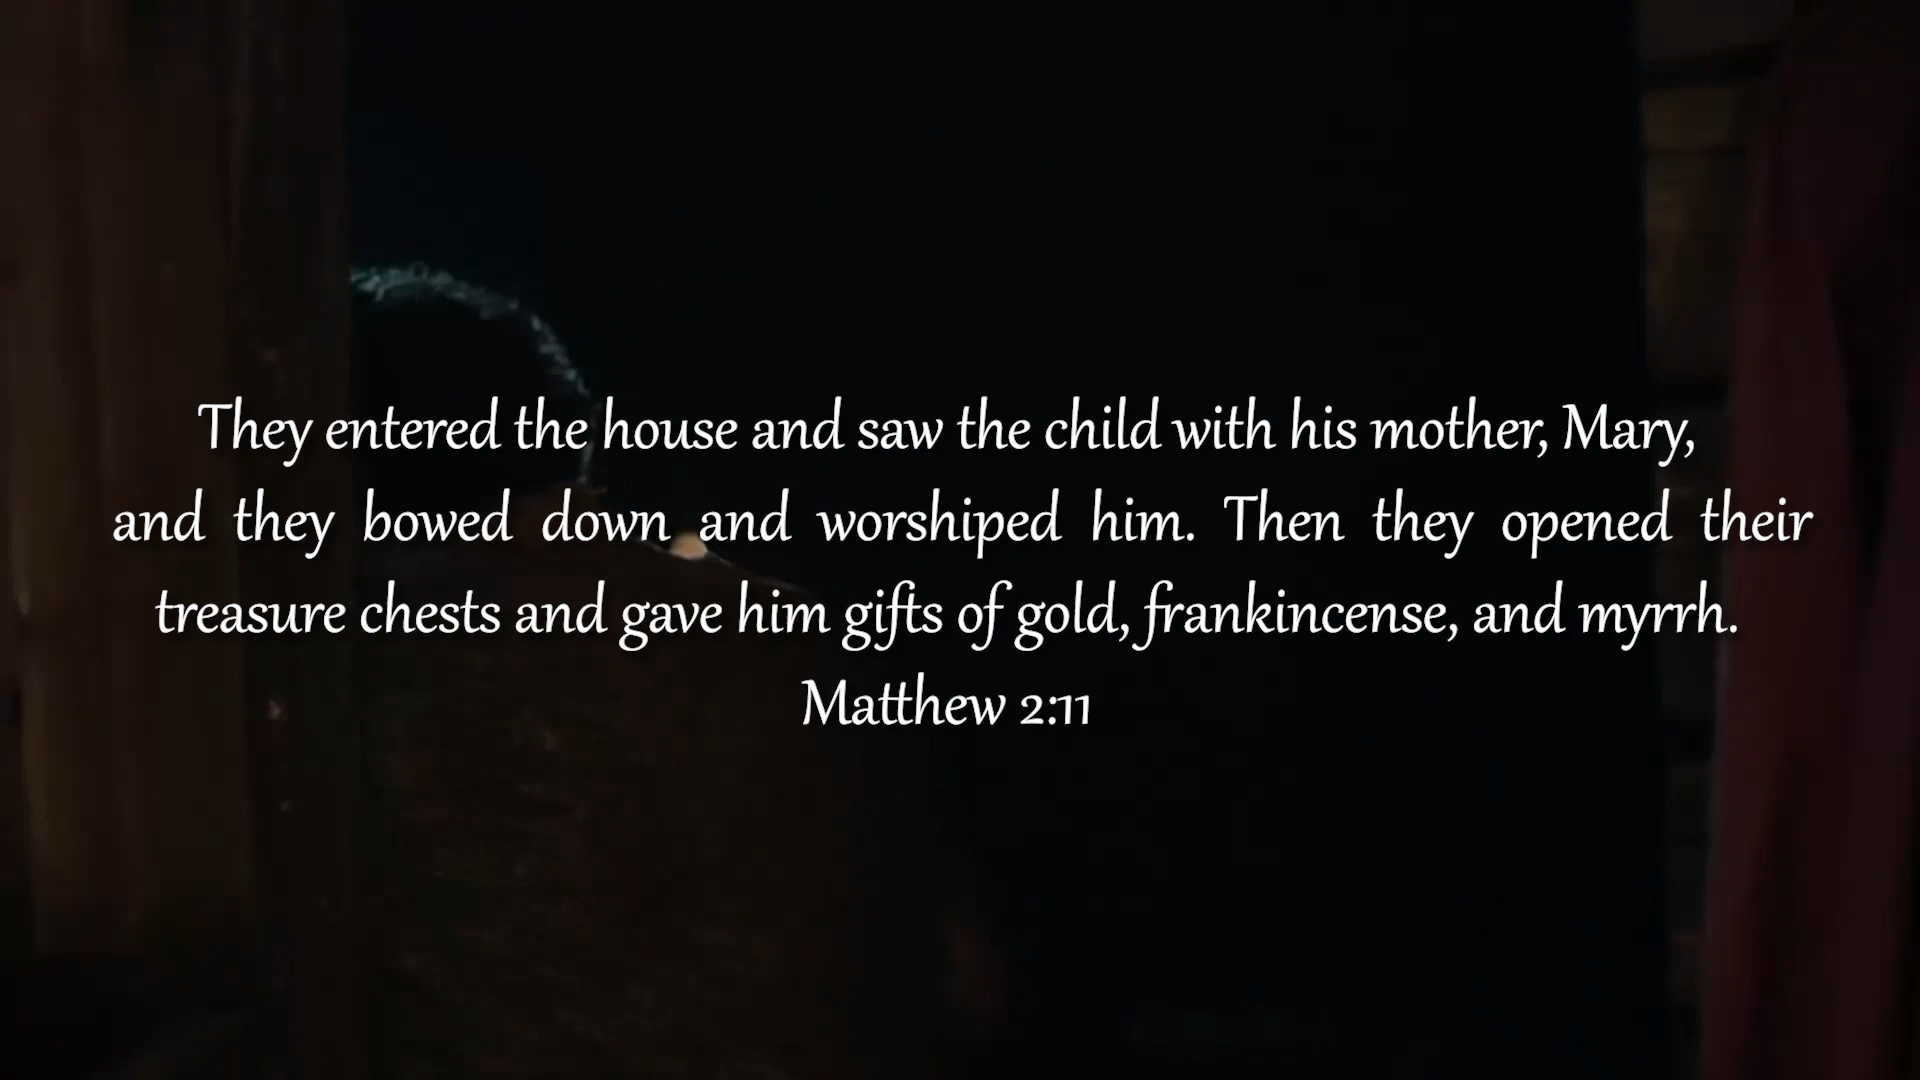 They entered the house and saw the child with his mother, Mary,
and they bowed down and worshiped him. Then they opened their
treasure chests and gave him gifts of gold, frankincense, and myrrh.
Matthew 2:11